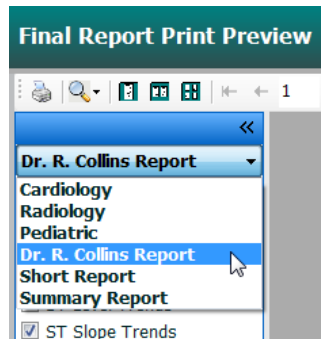 Final Report Print Preview
1
Dr. R. Collins Report
Cardiology
Radiology
Pediatric
Dr. R. Collins Report
Short Report
Summary Report
ST Slope Trends